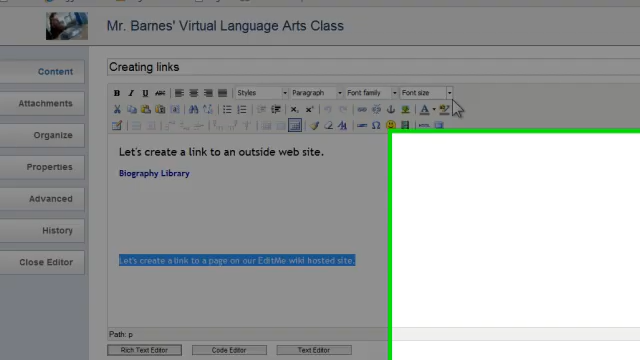 Mr. Barnes' Virtual Language Arts Class
Content
Creating links
Attachments
B I U ABC Styles Paragraph Font family Font size
Organize
Let's create a link to an outside web site.
Biography Library
Properties
Advanced
History
Close Editor
Let's create a link to a page on our EditMe wiki hosted site.
Path: p
Rich Text Editor Code Editor Text Editor